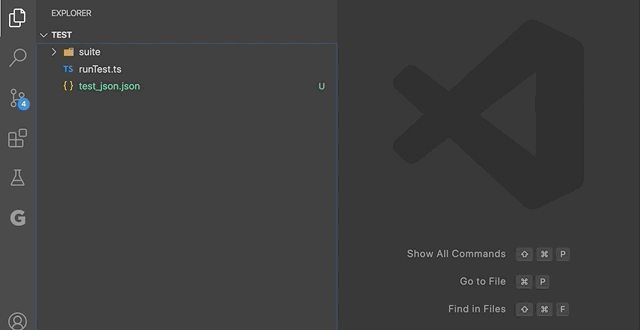 EXPLORER
TEST
suite
TS runTest.ts
{} test_json.json U
4
G
Show All Commands ⇧ ⌘ P
Go to File ⌘ P
Find in Files ⇧ ⌘ F